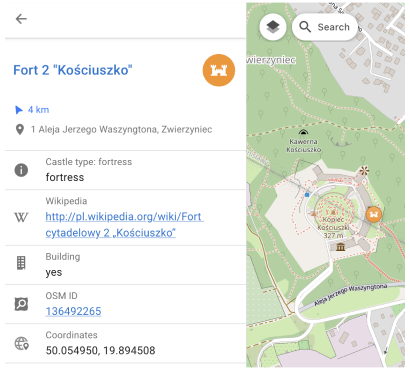 Fort 2 "Kościuszko"
4 km
1 Aleja Jerzego Waszyngtona, Zwierzyniec
Castle type: fortress
fortress
Wikipedia
http://pl.wikipedia.org/wiki/Fort
cytadelowy 2 „Kościuszko“
Building
yes
OSM ID
136492265
Coordinates
50.054950, 19.894508
Search
wierzyniec
Kawerna
Kościuszko
Kopiec
Kościuszki
327 m
Aleja Jerzego Waszyngtona